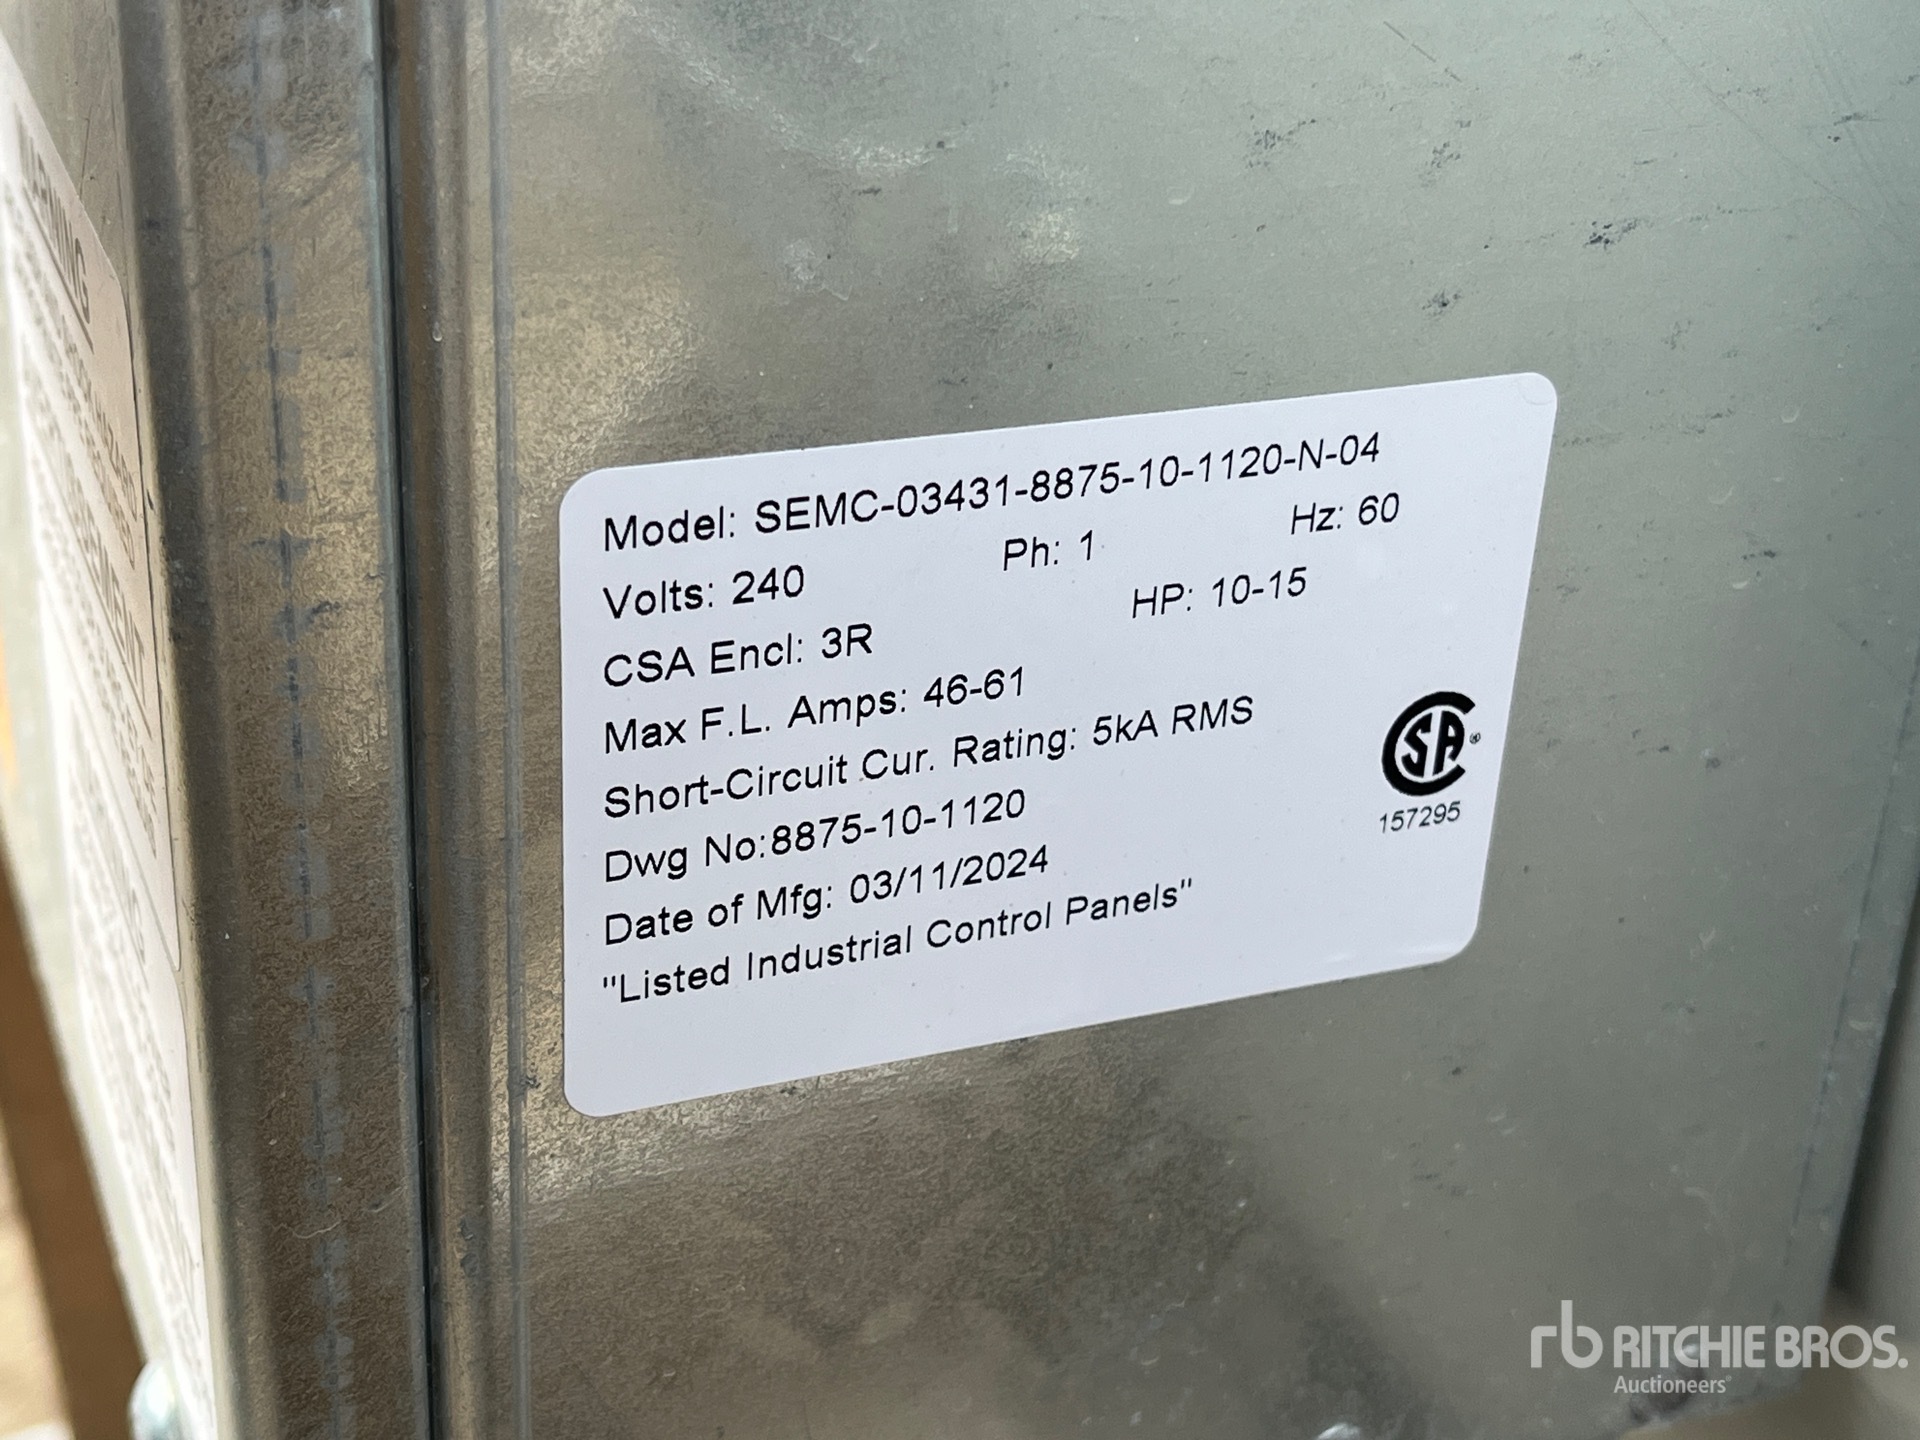 WARNING
Model: SEMC-03431-8875-10-1120-N-04
Volts: 240 Ph: 1 Hz: 60
CSA Encl: 3R HP: 10-15
Max F.L. Amps: 46-61
Short-Circuit Cur. Rating: 5kA RMS
Dwg No:8875-10-1120
Date of Mfg: 03/11/2024
"Listed Industrial Control Panels"
CSA®
157295
rb RITCHIE BROS.
Auctioneers